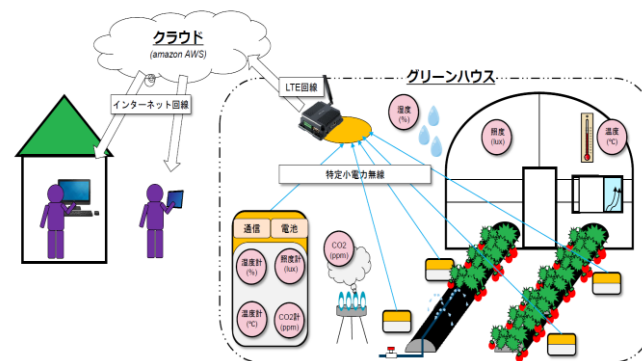 クラウド
(amazon AWS)
LTE回線
インターネット回線
グリーンハウス
湿度
(%)
照度
(lux)
温度
(℃)
特定小電力無線
通信
電池
湿度計
(%)
照度計
(lux)
温度計
(℃)
CO2計
(ppm)
CO2
(ppm)